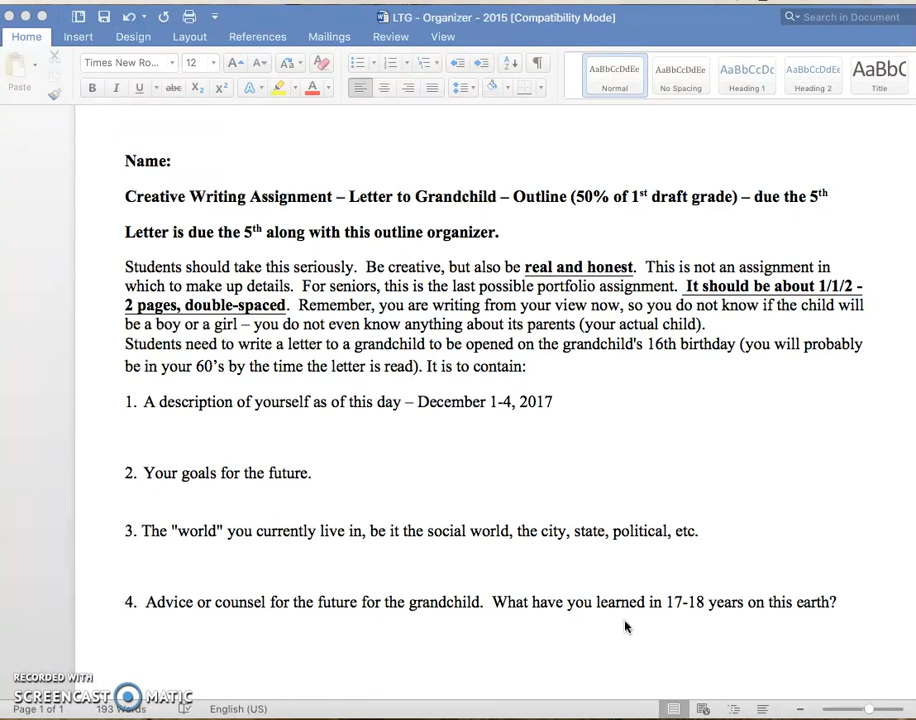 LTG - Organizer - 2015 [Compatibility Mode]
Search in Document
Home Insert Design Layout References Mailings Review View
Paste
Times New Ro... 12
AaBbCcDdEe AaBbCcDdEe AaBbCcDc AaBbCcDdEe AaBbC
Normal No Spacing Heading 1 Heading 2 Title
Name:
Creative Writing Assignment – Letter to Grandchild – Outline (50% of 1st draft grade) – due the 5th
Letter is due the 5th along with this outline organizer.
Students should take this seriously. Be creative, but also be real and honest. This is not an assignment in
which to make up details. For seniors, this is the last possible portfolio assignment. It should be about 1/1/2 -
2 pages, double-spaced. Remember, you are writing from your view now, so you do not know if the child will
be a boy or a girl – you do not even know anything about its parents (your actual child).
Students need to write a letter to a grandchild to be opened on the grandchild's 16th birthday (you will probably
be in your 60's by the time the letter is read). It is to contain:
1. A description of yourself as of this day – December 1-4, 2017
2. Your goals for the future.
3. The "world" you currently live in, be it the social world, the city, state, political, etc.
4. Advice or counsel for the future for the grandchild. What have you learned in 17-18 years on this earth?
RECORDED WITH
SCREENCAST MATIC
Page 1 of 1 193 Words English (US)